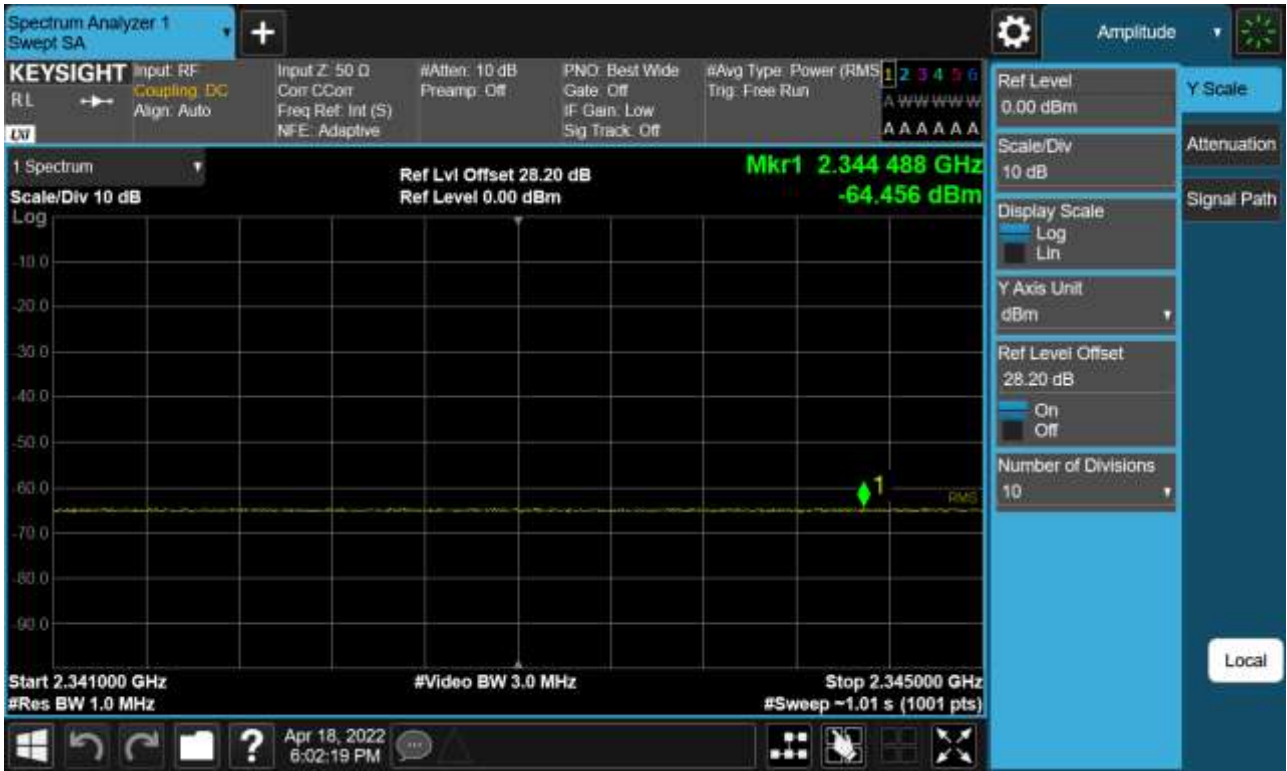 Spectrum Analyzer 1
Swept SA
+
Amplitude
KEYSIGHT
RL
LXI
Input: RF
Coupling: DC
Align: Auto
Input Z: 50 Ω
Corr CCorr
Freq Ref: Int (S)
NFE: Adaptive
#Atten: 10 dB
Preamp: Off
PNO: Best Wide
Gate: Off
IF Gain: Low
Sig Track: Off
#Avg Type: Power (RMS
Trig: Free Run
1 2 3 4 5 6
A W W W W W
A A A A A A
1 Spectrum
Scale/Div 10 dB
Ref Lvl Offset 28.20 dB
Ref Level 0.00 dBm
Mkr1 2.344 488 GHz
-64.456 dBm
Log
-10.0
-20.0
-30.0
-40.0
-50.0
-60.0
-70.0
-80.0
-90.0
1
RMS
Start 2.341000 GHz
#Res BW 1.0 MHz
#Video BW 3.0 MHz
Stop 2.345000 GHz
#Sweep ~1.01 s (1001 pts)
Ref Level
0.00 dBm
Scale/Div
10 dB
Display Scale
Log
Lin
Y Axis Unit
dBm
Ref Level Offset
28.20 dB
On
Off
Number of Divisions
10
Y Scale
Attenuation
Signal Path
Local
?
Apr 18, 2022
6:02:19 PM